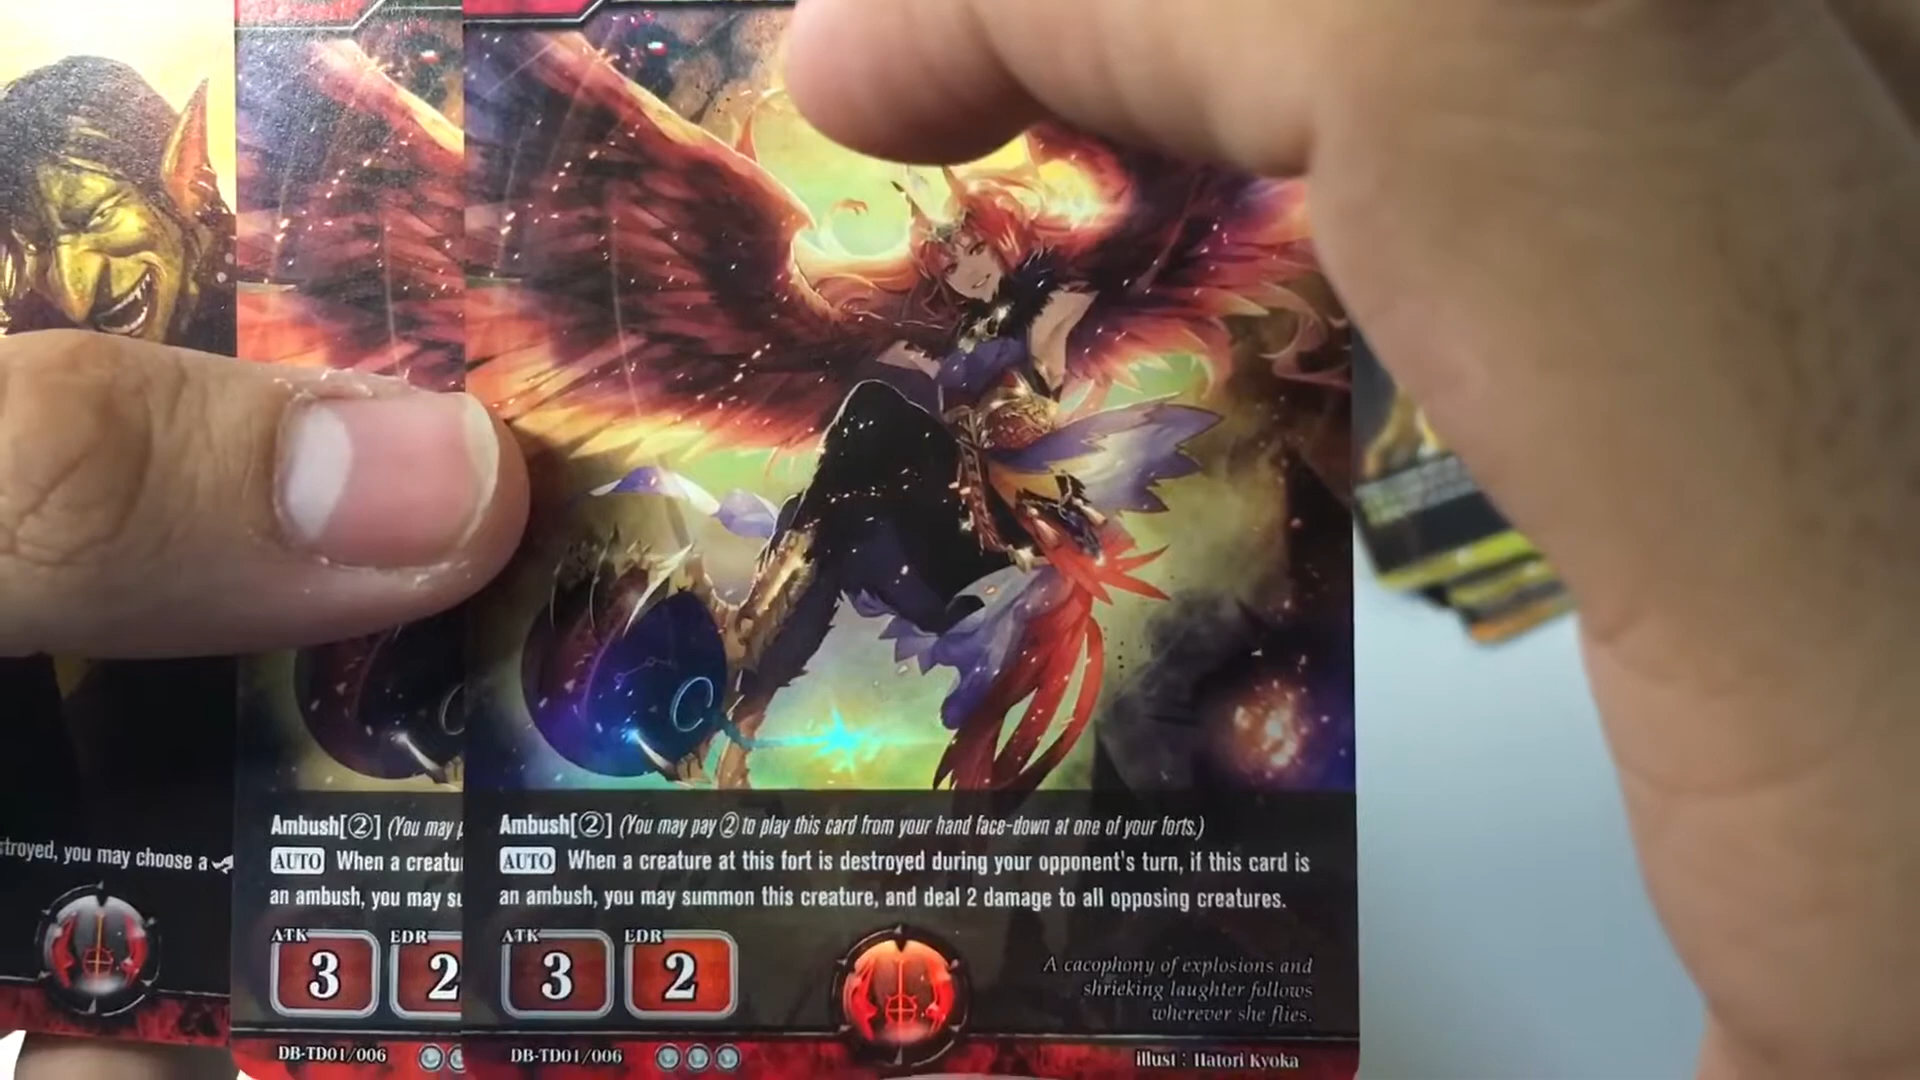 stroyed, you may choose a
Ambush[②] (You may
AUTO When a creatu
an ambush, you may su
ATK
3
EDR
2
DB-TD01/006
Ambush[②] (You may pay ② to play this card from your hand face-down at one of your forts.)
AUTO When a creature at this fort is destroyed during your opponent's turn, if this card is
an ambush, you may summon this creature, and deal 2 damage to all opposing creatures.
ATK
3
EDR
2
A cacophony of explosions and
shrieking laughter follows
wherever she flies.
DB-TD01/006
illust : Hatori Kyoka